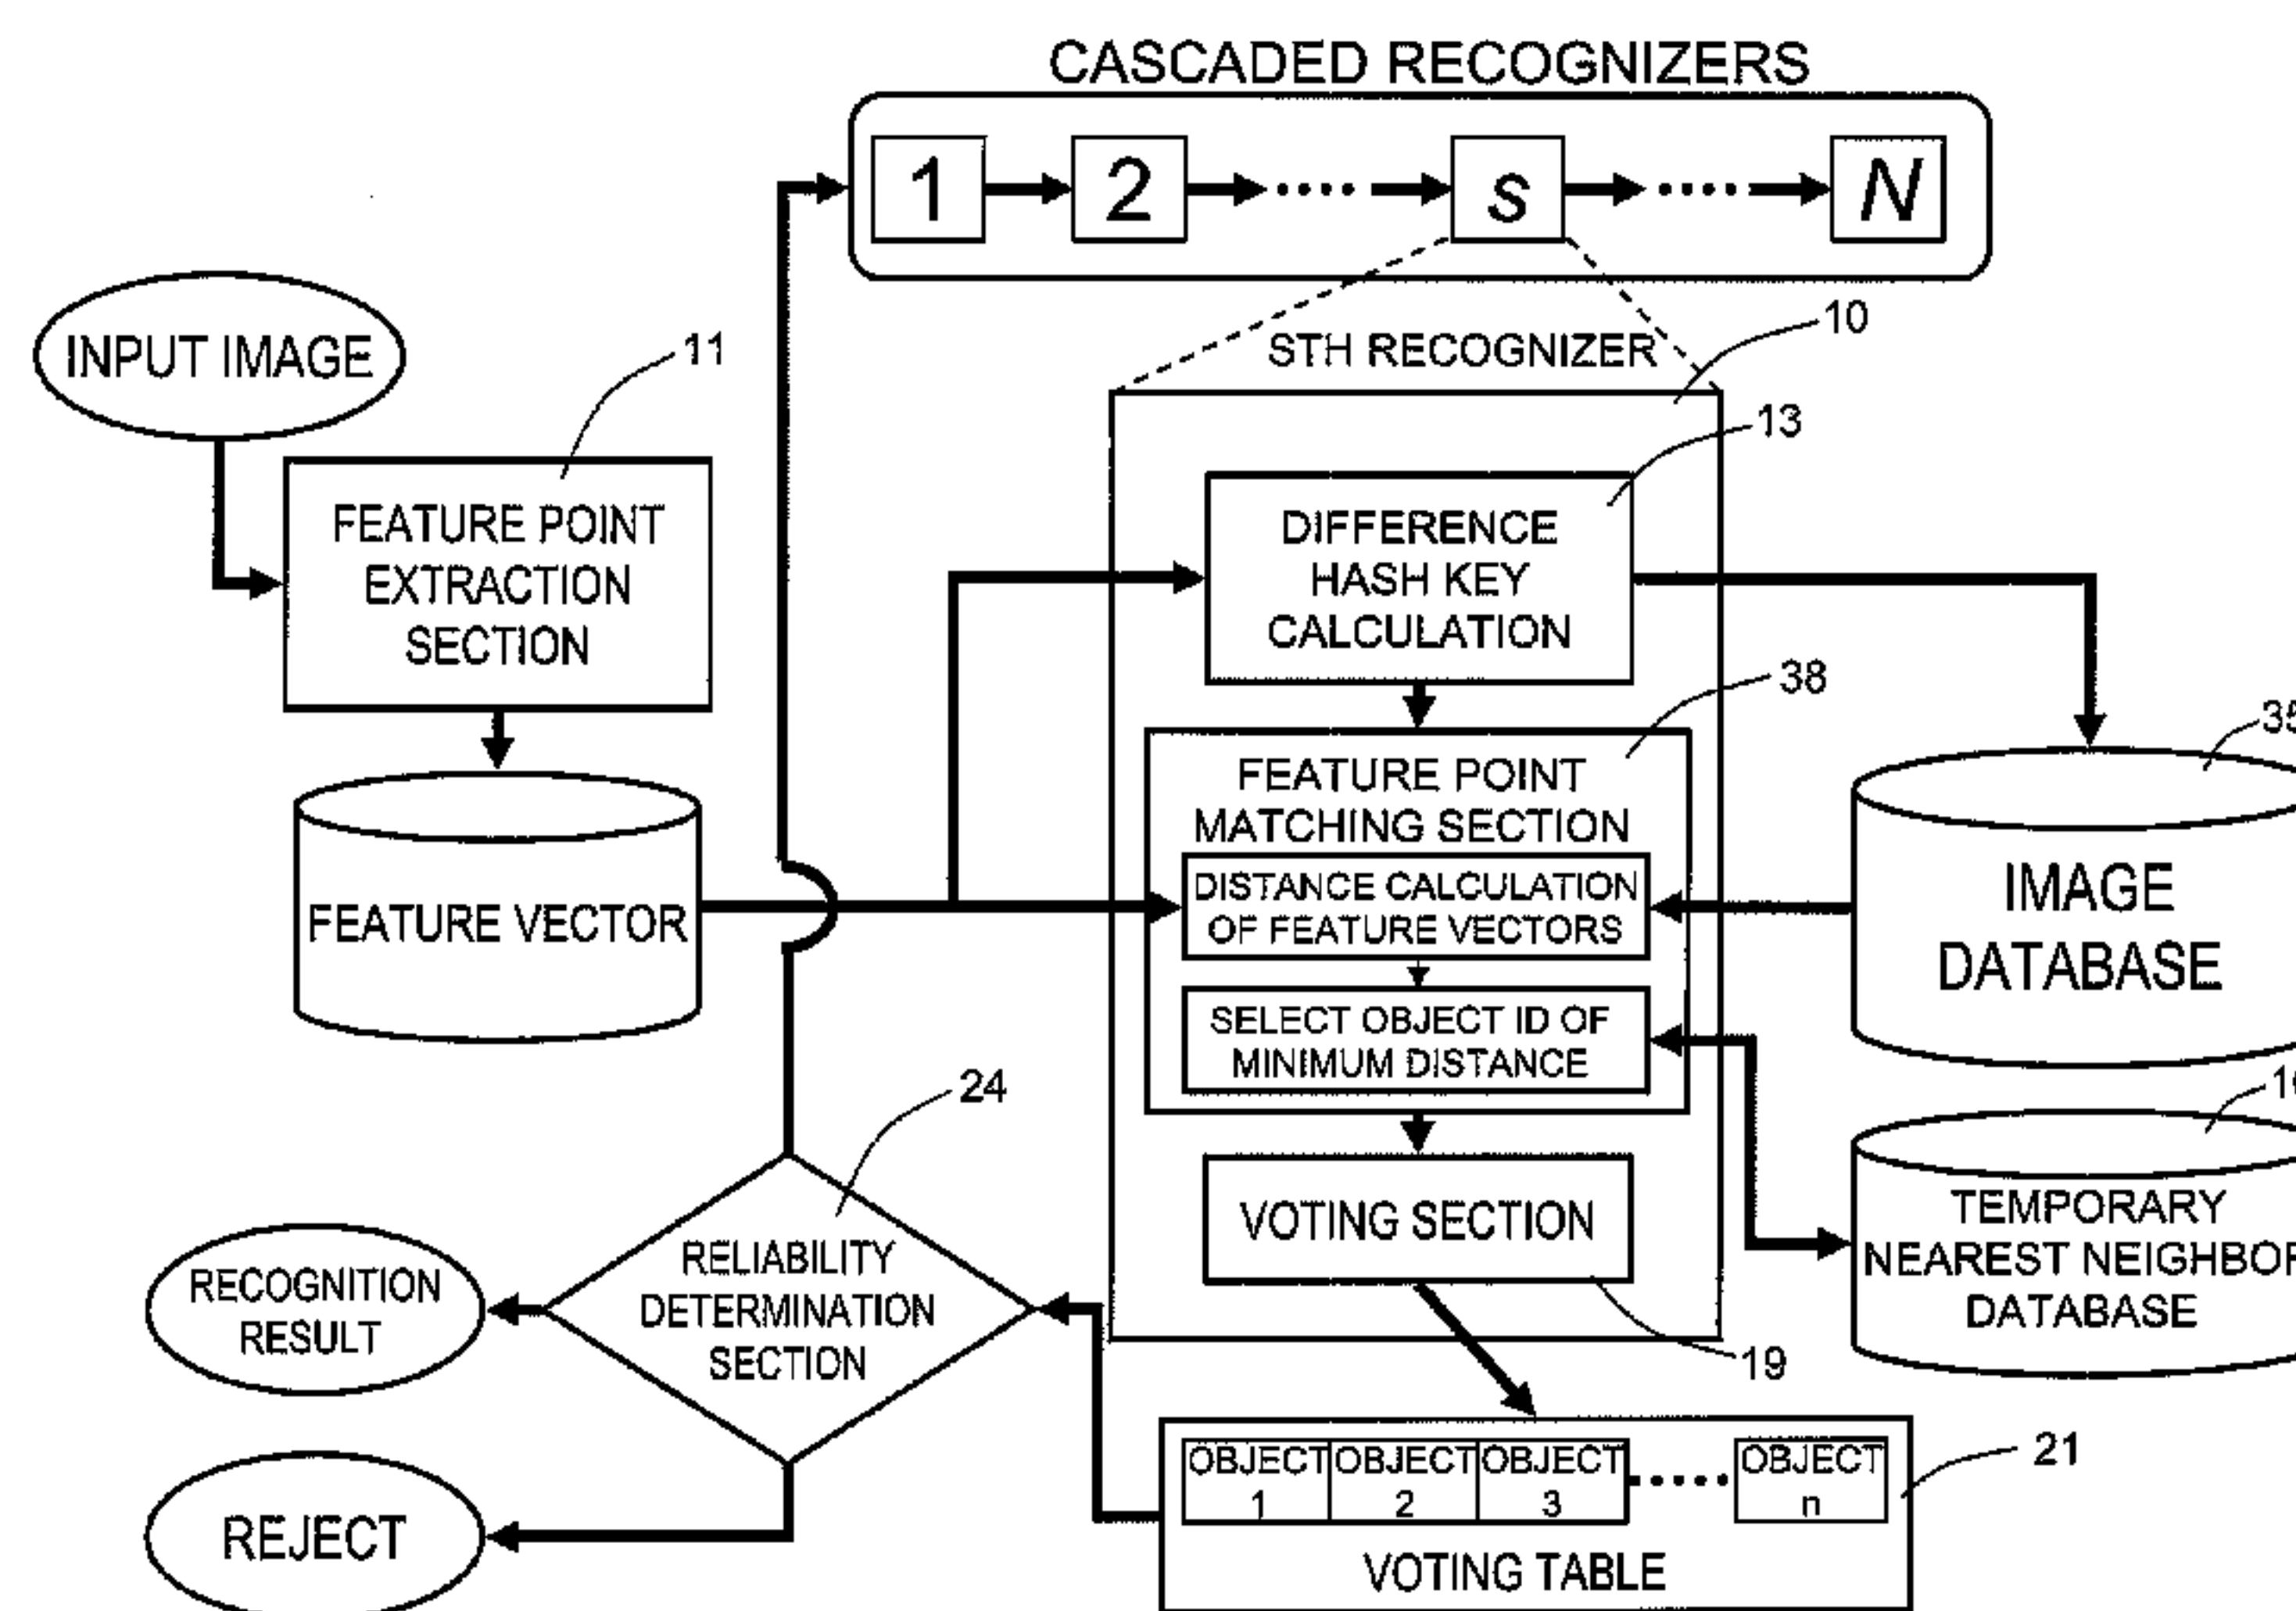 CASCADED RECOGNIZERS
1
2
s
N
10
STH RECOGNIZER
INPUT IMAGE
11
13
FEATURE POINT
EXTRACTION
SECTION
DIFFERENCE
HASH KEY
CALCULATION
38
35
FEATURE POINT
MATCHING SECTION
DISTANCE CALCULATION
OF FEATURE VECTORS
FEATURE VECTOR
IMAGE
DATABASE
SELECT OBJECT ID OF
MINIMUM DISTANCE
24
TEMPORARY
NEAREST NEIGHBOR
DATABASE
VOTING SECTION
RELIABILITY
DETERMINATION
SECTION
RECOGNITION
RESULT
19
21
OBJECT
1
OBJECT
2
OBJECT
3
OBJECT
n
REJECT
VOTING TABLE